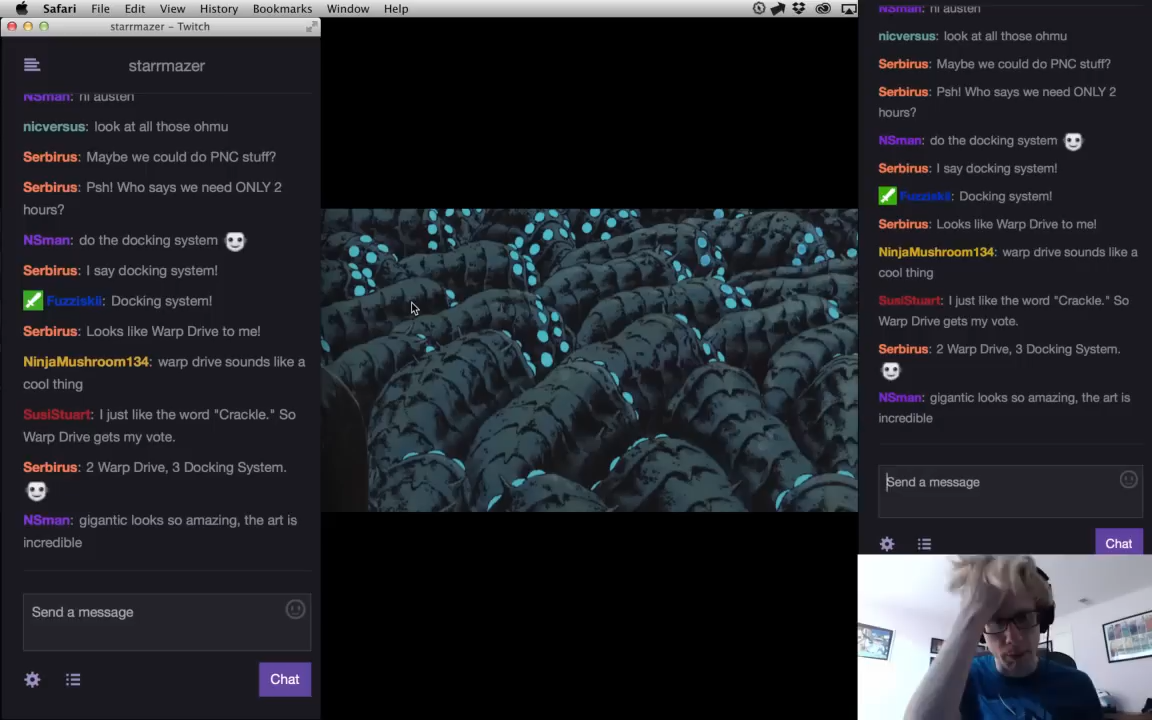 Safari File Edit View History Bookmarks Window Help
starrmazer – Twitch
starrmazer
NSman: hi austen
nicversus: look at all those ohmu
Serbirus: Maybe we could do PNC stuff?
Serbirus: Psh! Who says we need ONLY 2
hours?
NSman: do the docking system
Serbirus: I say docking system!
Fuzziskii: Docking system!
Serbirus: Looks like Warp Drive to me!
NinjaMushroom134: warp drive sounds like a
cool thing
SusiStuart: I just like the word "Crackle." So
Warp Drive gets my vote.
Serbirus: 2 Warp Drive, 3 Docking System.
NSman: gigantic looks so amazing, the art is
incredible
Send a message
Chat
NSman: hi austen
nicversus: look at all those ohmu
Serbirus: Maybe we could do PNC stuff?
Serbirus: Psh! Who says we need ONLY 2
hours?
NSman: do the docking system
Serbirus: I say docking system!
Fuzziskii: Docking system!
Serbirus: Looks like Warp Drive to me!
NinjaMushroom134: warp drive sounds like a
cool thing
SusiStuart: I just like the word "Crackle." So
Warp Drive gets my vote.
Serbirus: 2 Warp Drive, 3 Docking System.
NSman: gigantic looks so amazing, the art is
incredible
Send a message
Chat